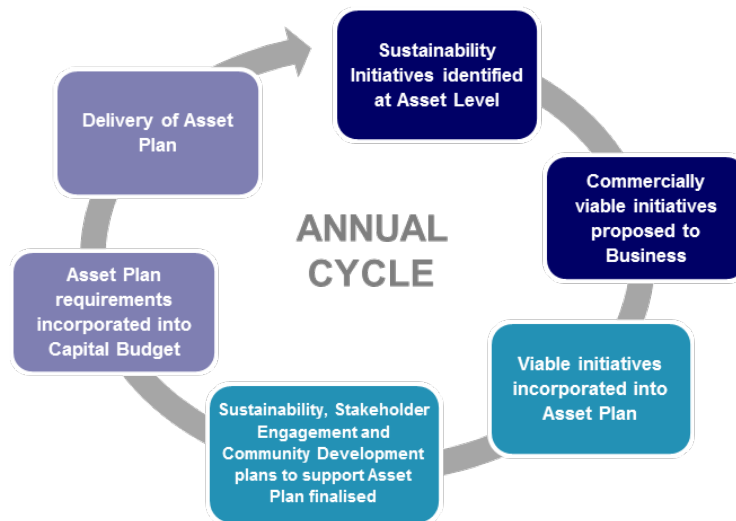 Sustainability
Initiatives identified
at Asset Level
Commercially
viable initiatives
proposed to
Business
Viable initiatives
incorporated into
Asset Plan
Sustainability, Stakeholder
Engagement and
Community Development
plans to support Asset
Plan finalised
Asset Plan
requirements
incorporated into
Capital Budget
Delivery of Asset
Plan
ANNUAL
CYCLE